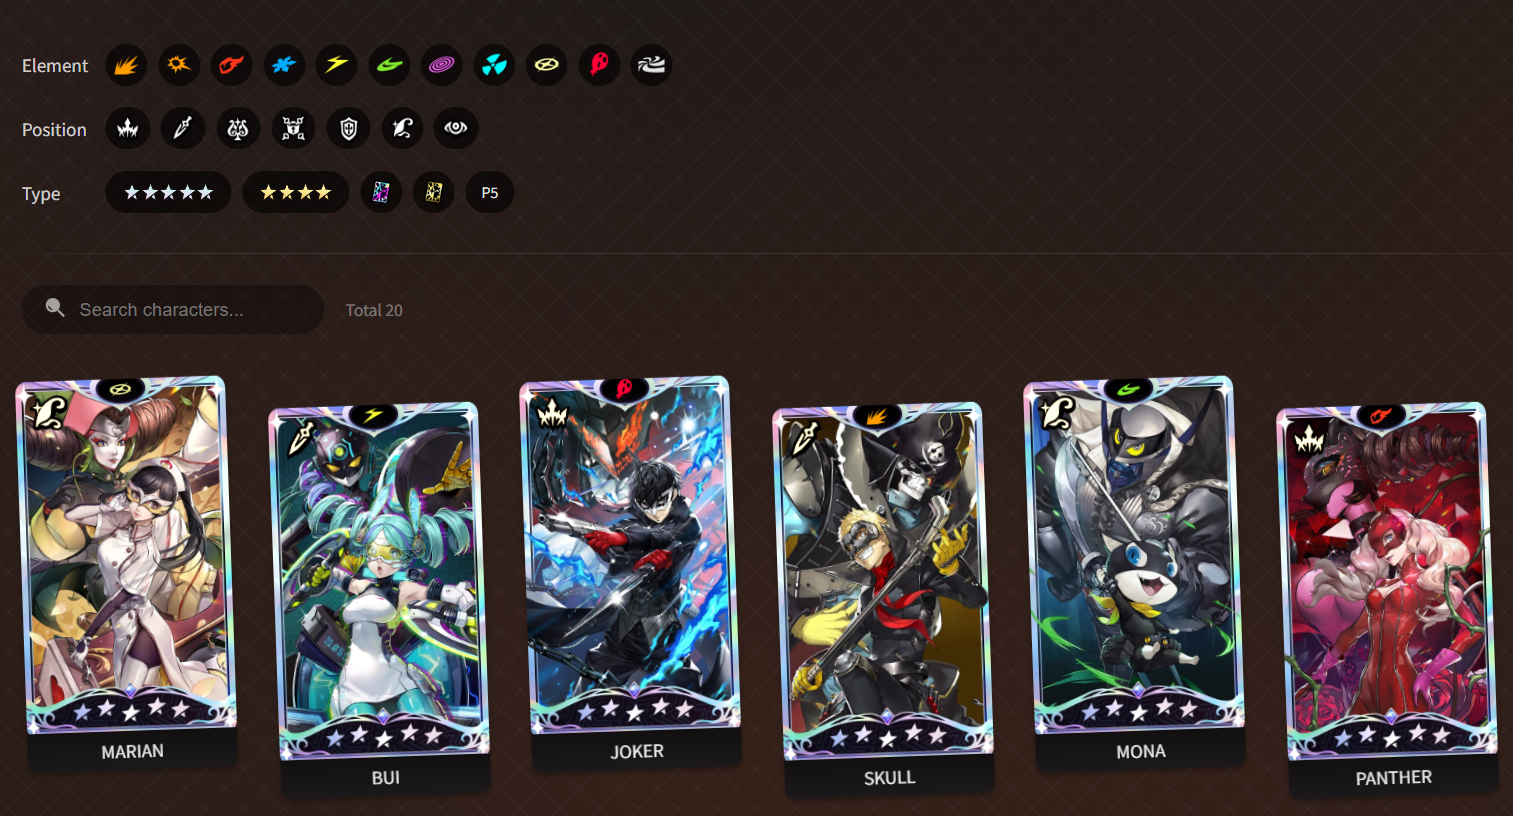 Element
Position
Type
P5
Search characters...
Total 20
MARIAN
BUI
JOKER
SKULL
MONA
PANTHER